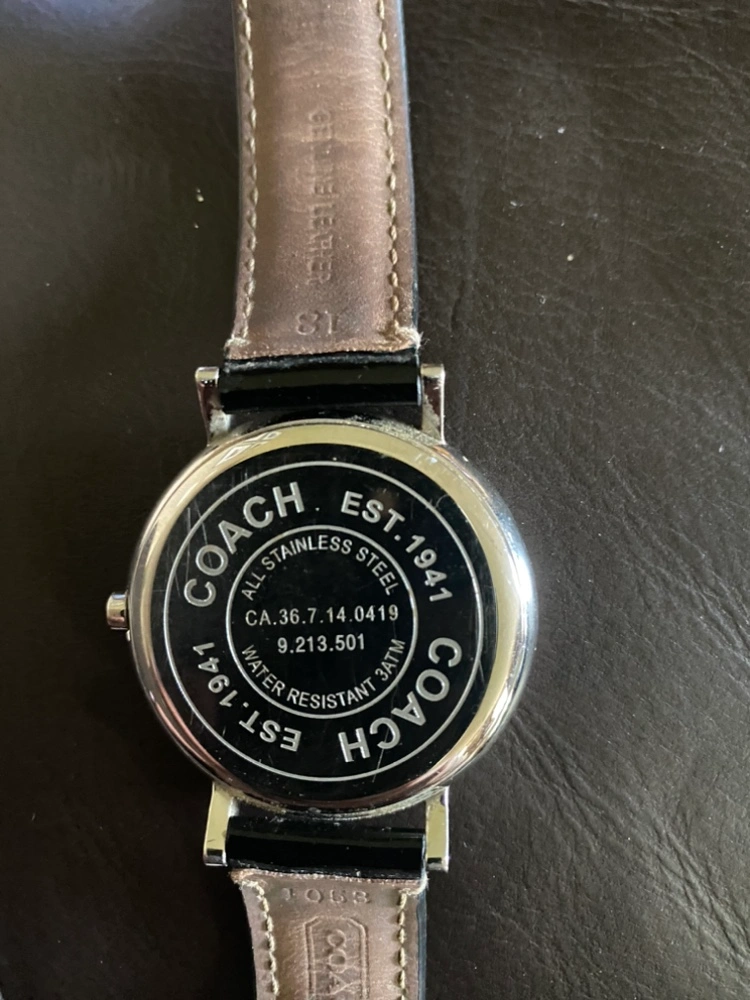 GENUINE LEATHER
18
COACH EST.1941
ALL STAINLESS STEEL
CA.36.7.14.0419
9.213.501
WATER RESISTANT 3ATM
COACH EST.1941